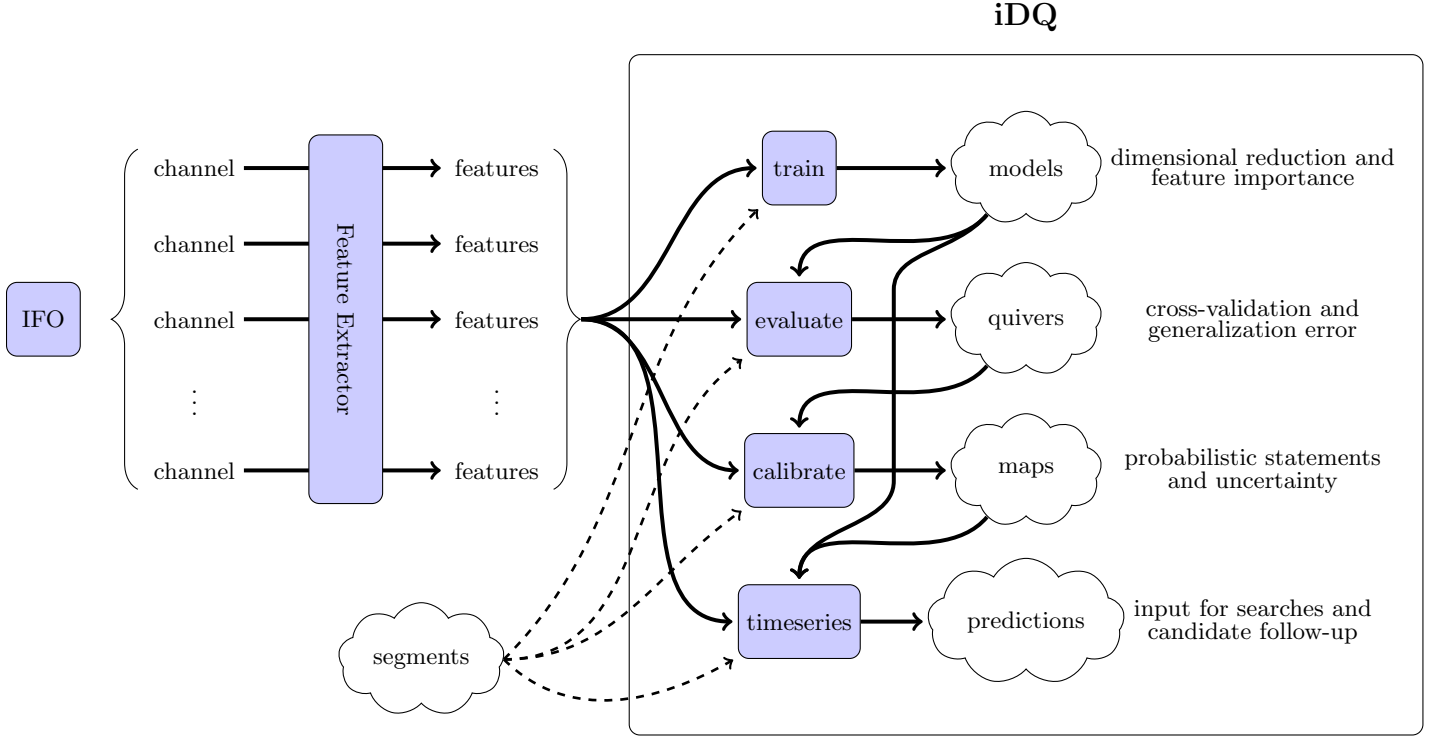 iDQ
channel
features
train
models
dimensional reduction and
feature importance
channel
features
IFO
channel
Feature Extractor
features
evaluate
quivers
cross-validation and
generalization error
⋮
⋮
channel
features
calibrate
maps
probabilistic statements
and uncertainty
timeseries
predictions
input for searches and
candidate follow-up
segments